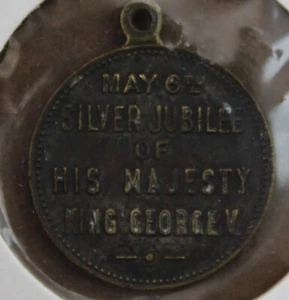 MAY 6TH
SILVER JUBILEE
OF
HIS MAJESTY
KING GEORGE V.